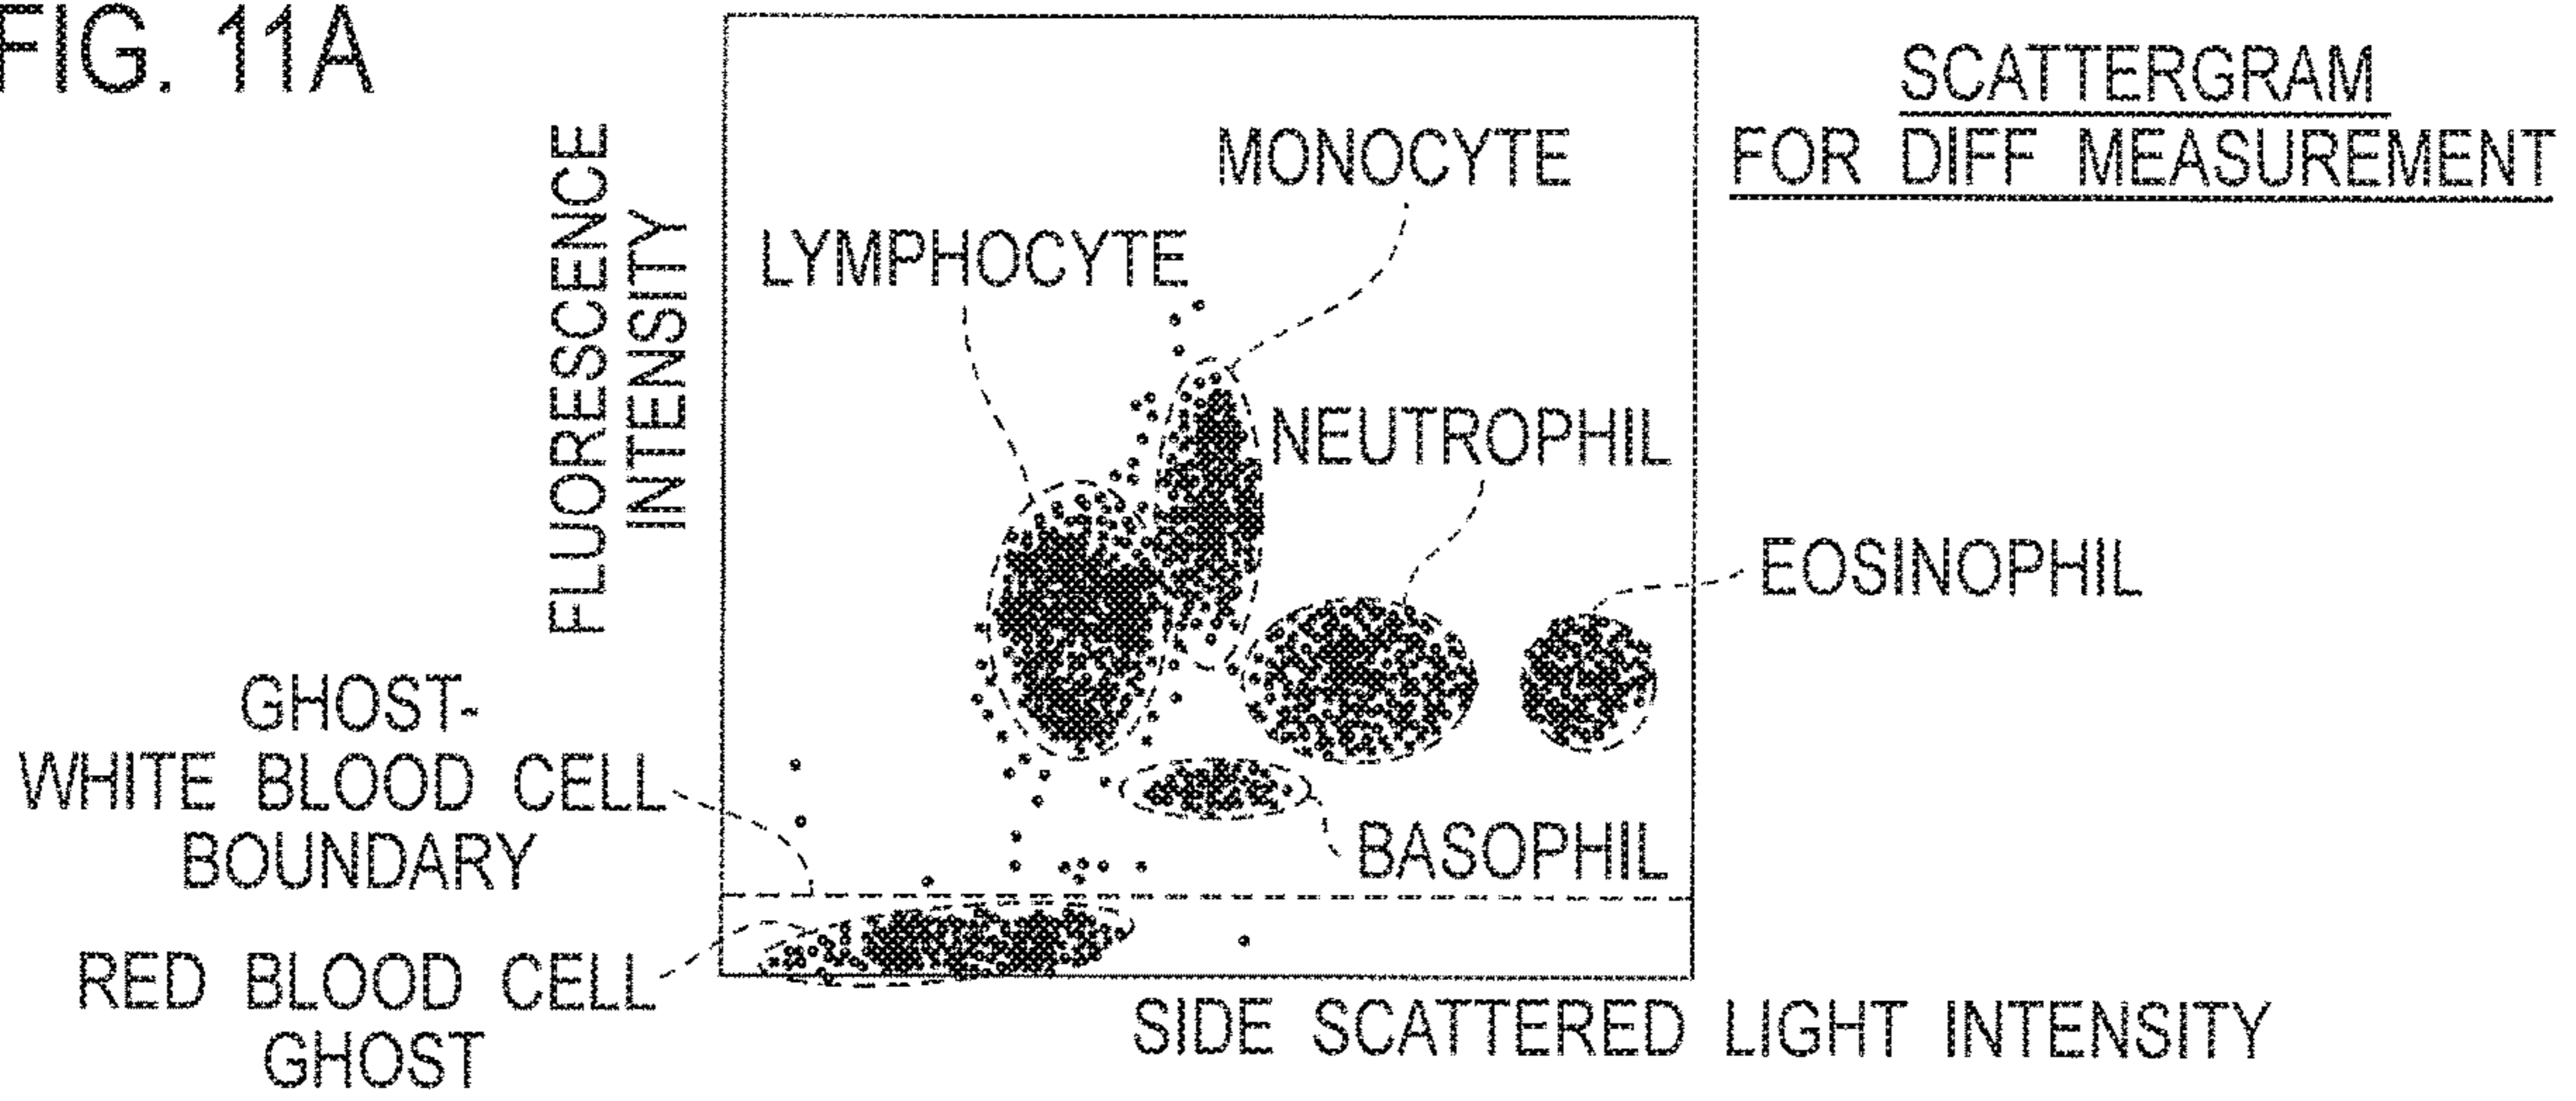 FIG. 11A
SCATTERGRAM
FOR DIFF MEASUREMENT
FLUORESCENCE
INTENSITY
MONOCYTE
LYMPHOCYTE
NEUTROPHIL
EOSINOPHIL
GHOST-
WHITE BLOOD CELL
BOUNDARY
BASOPHIL
RED BLOOD CELL
GHOST
SIDE SCATTERED LIGHT INTENSITY